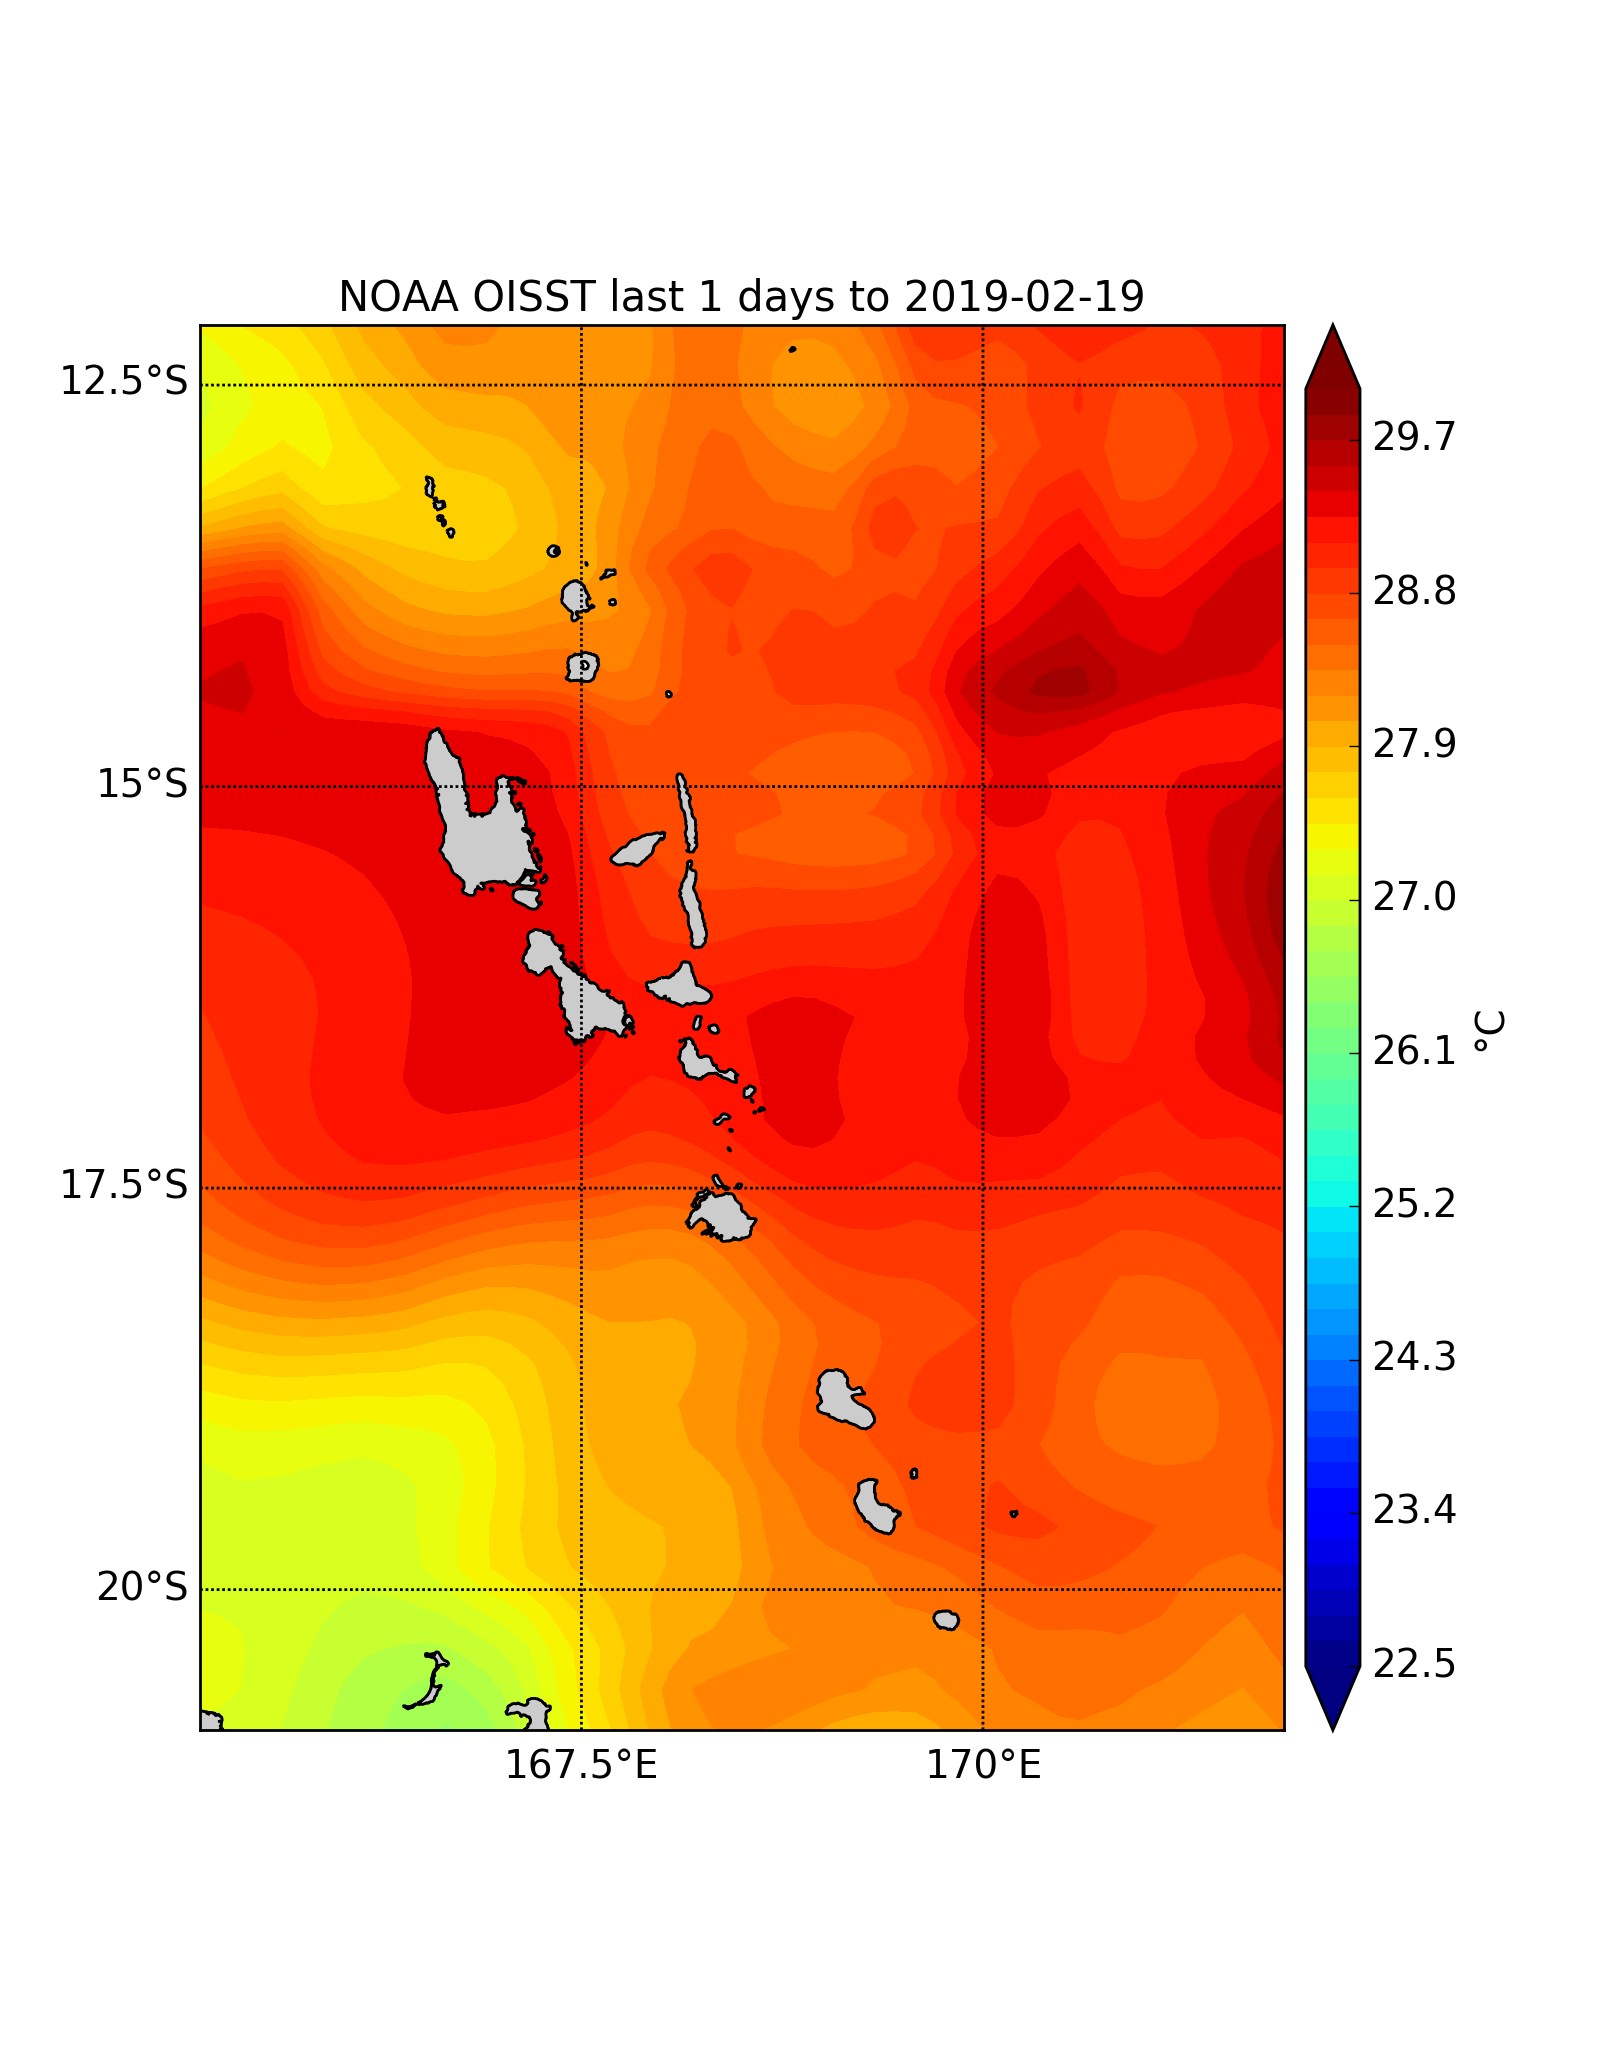 NOAA OISST last 1 days to 2019-02-19
12.5°S
15°S
17.5°S
20°S
167.5°E
170°E
29.7
28.8
27.9
27.0
26.1
25.2
24.3
23.4
22.5
°C